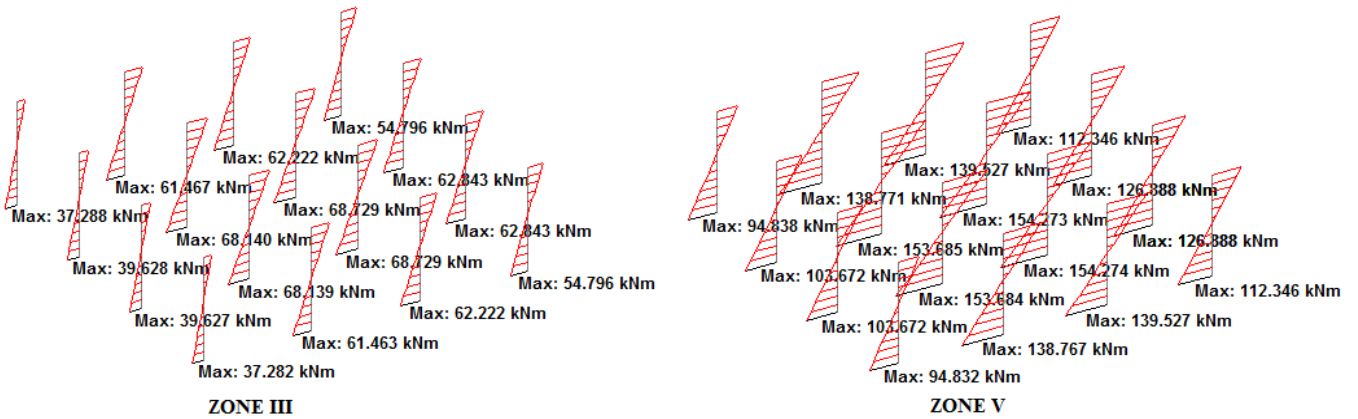 Max: 54.796 kNm
Max: 62.222 kNm
Max: 62.843 kNm
Max: 61.467 kNm
Max: 68.729 kNm
Max: 37.288 kNm
Max: 62.843 kNm
Max: 68.140 kNm
Max: 68.729 kNm
Max: 39.628 kNm
Max: 54.796 kNm
Max: 68.139 kNm
Max: 62.222 kNm
Max: 39.627 kNm
Max: 61.463 kNm
Max: 37.282 kNm
ZONE III
Max: 112.346 kNm
Max: 139.527 kNm
Max: 126.888 kNm
Max: 138.771 kNm
Max: 154.273 kNm
Max: 94.838 kNm
Max: 126.888 kNm
Max: 153.685 kNm
Max: 154.274 kNm
Max: 103.672 kNm
Max: 112.346 kNm
Max: 153.684 kNm
Max: 139.527 kNm
Max: 103.672 kNm
Max: 138.767 kNm
Max: 94.832 kNm
ZONE V